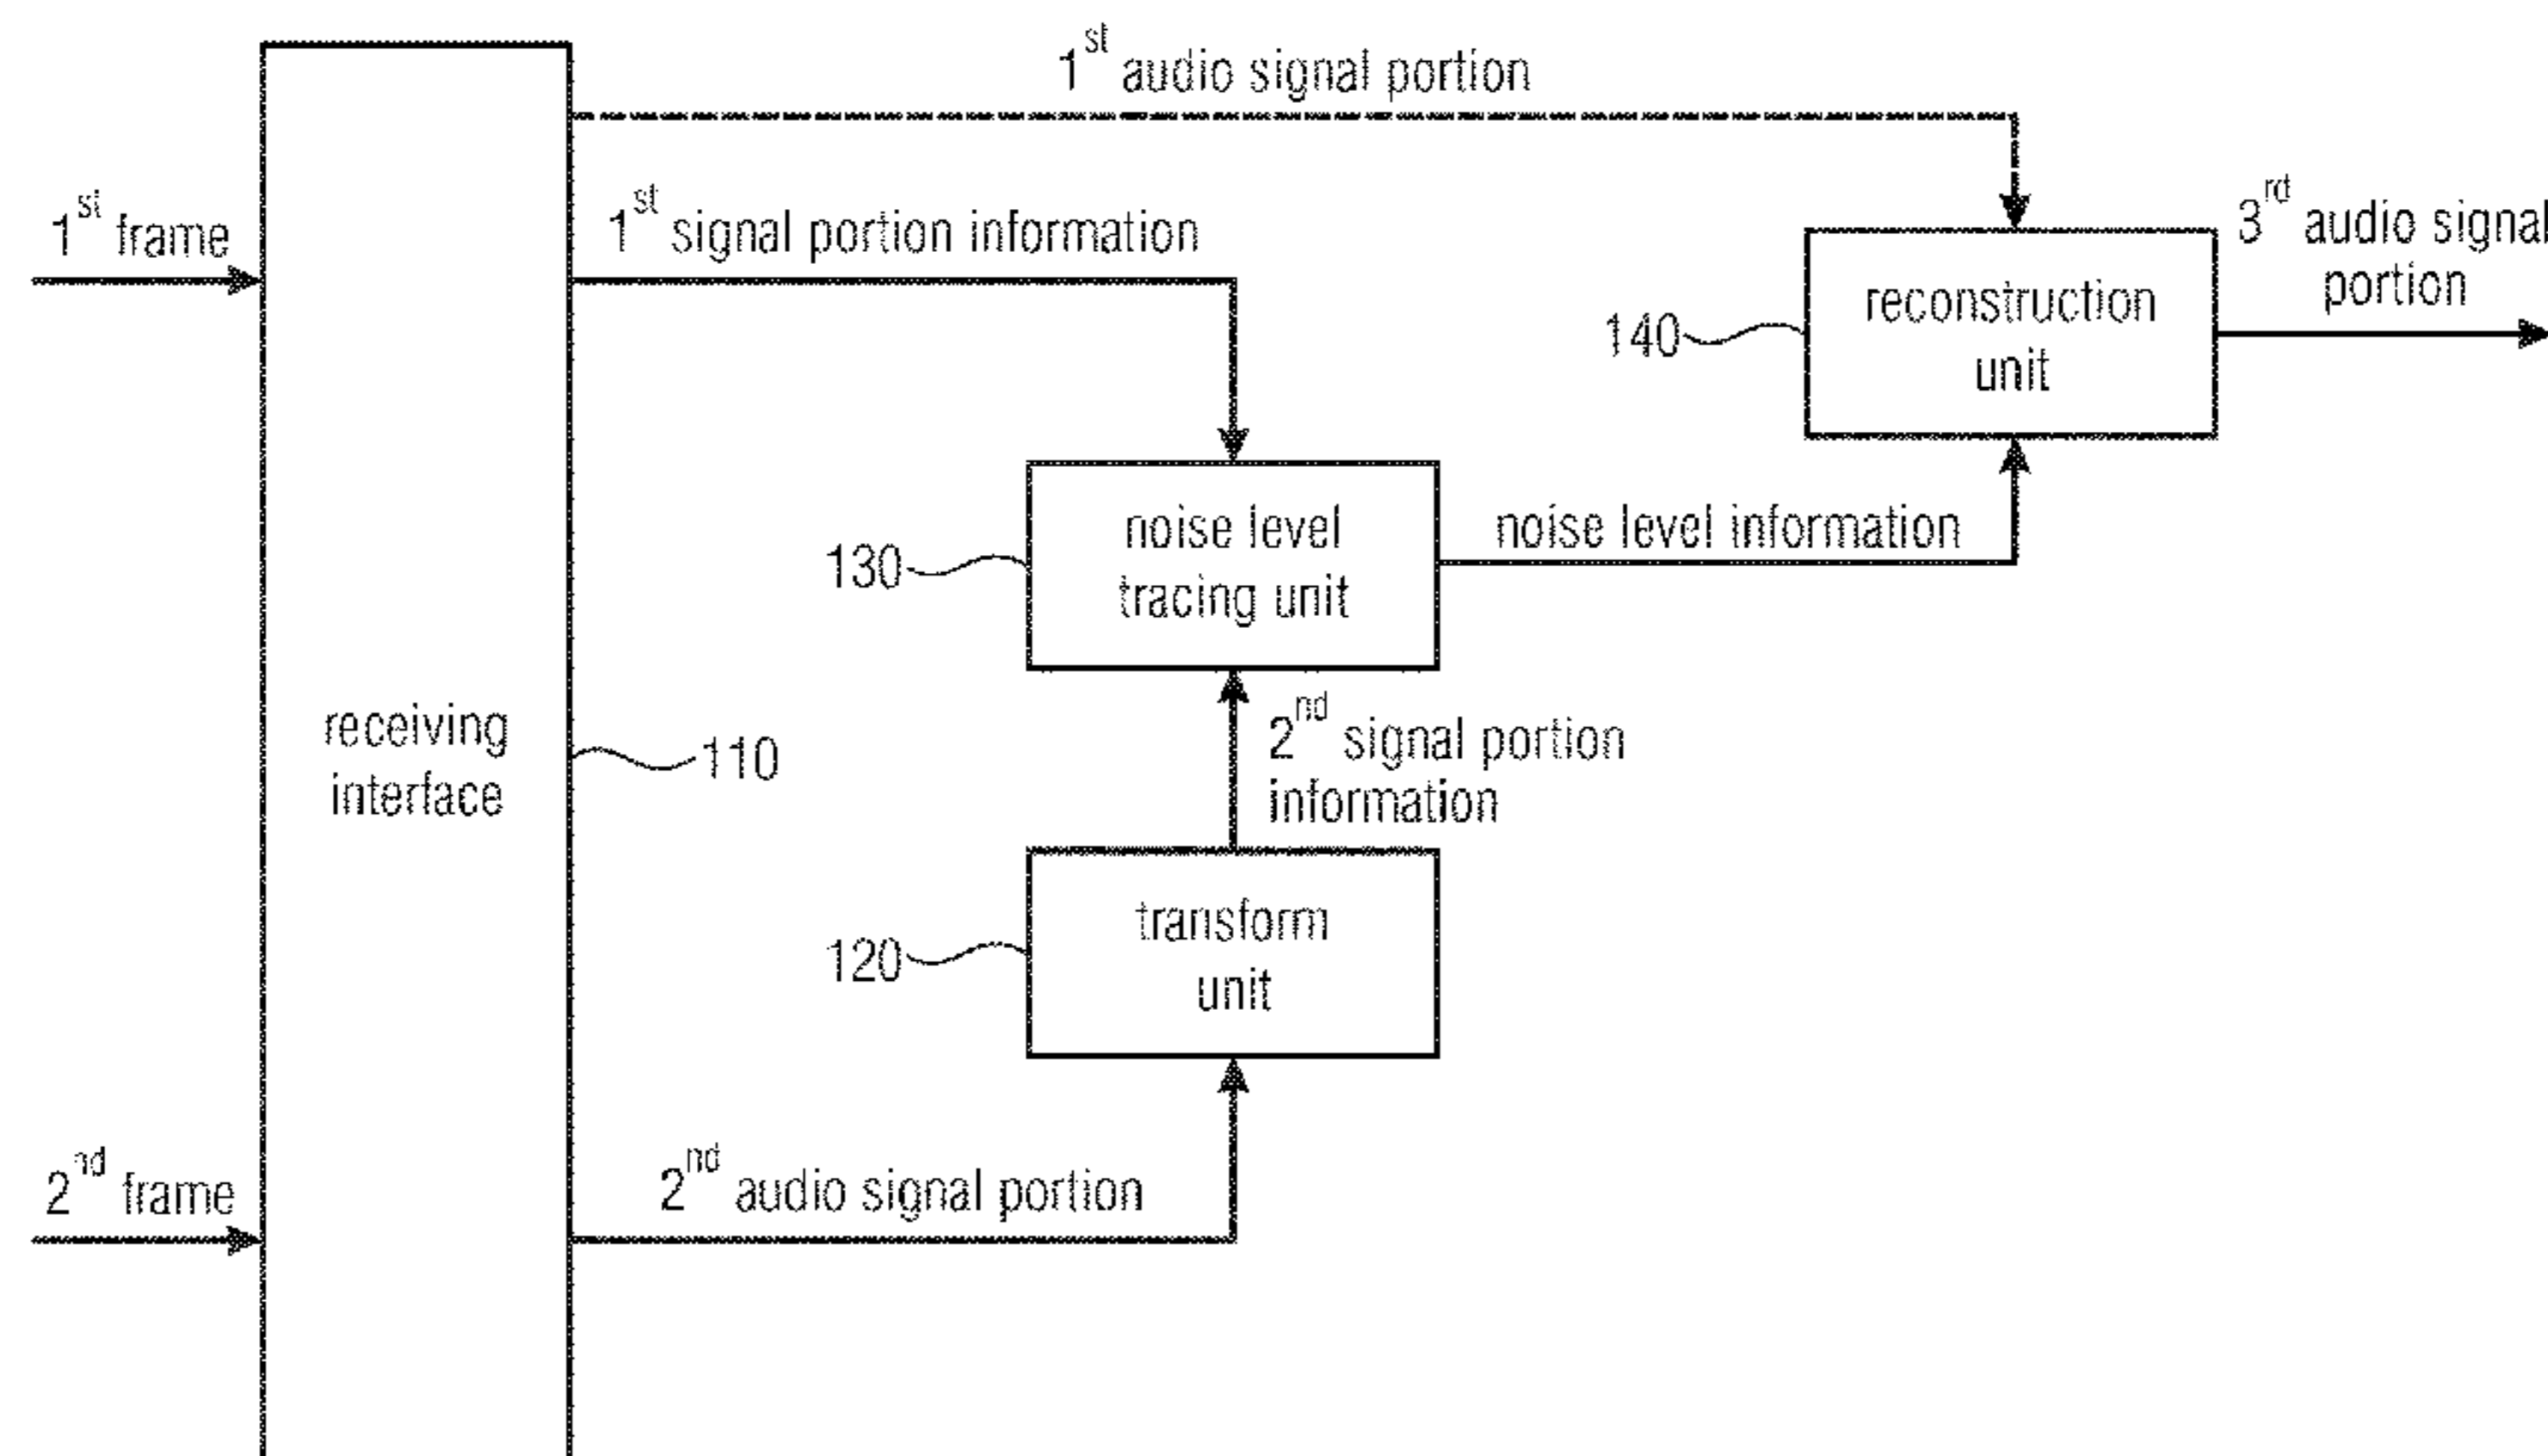 1st audio signal portion
1st frame
1st signal portion information
3rd audio signal
portion
reconstruction
unit
140
noise level
tracing unit
130
noise level information
receiving
interface
110
2nd signal portion
information
transform
unit
120
2nd frame
2nd audio signal portion